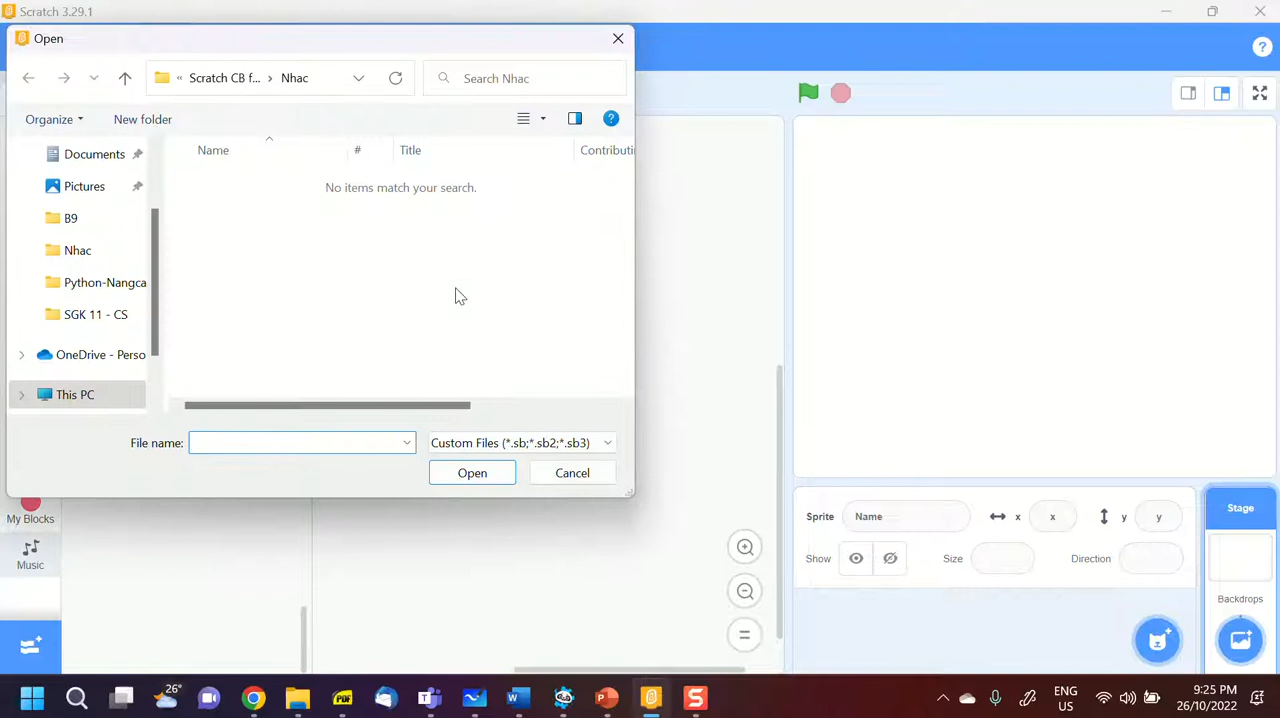 Scratch 3.29.1
Open
« Scratch CB f... > Nhac
Search Nhac
Organize
New folder
Name
#
Title
Contributi
No items match your search.
Documents
Pictures
B9
Nhac
Python-Nangca
SGK 11 - CS
OneDrive - Perso
This PC
File name:
Custom Files (*.sb;*.sb2;*.sb3)
Open
Cancel
My Blocks
Music
Sprite
Name
x
x
y
y
Show
Size
Direction
Stage
Backdrops
26°
PDF
ENG
US
9:25 PM
26/10/2022